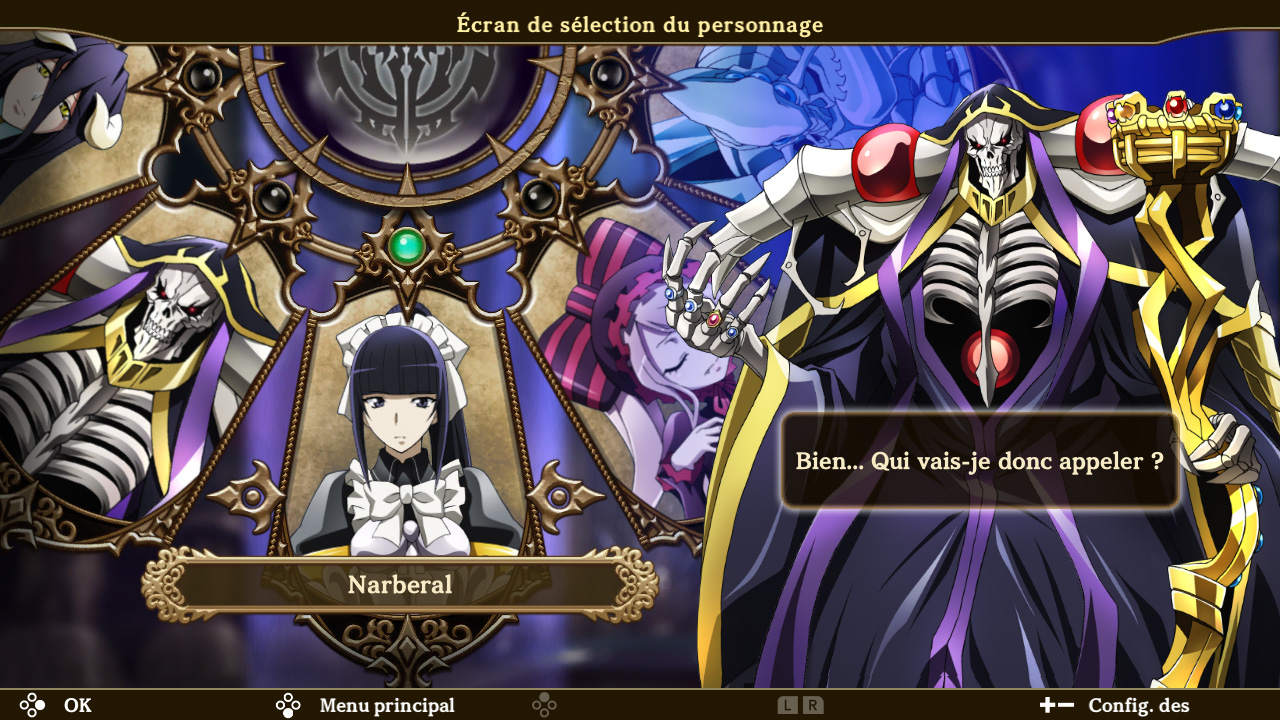 Écran de sélection du personnage
Bien... Qui vais-je donc appeler ?
Narberal
OK
Menu principal
L R
Config. des